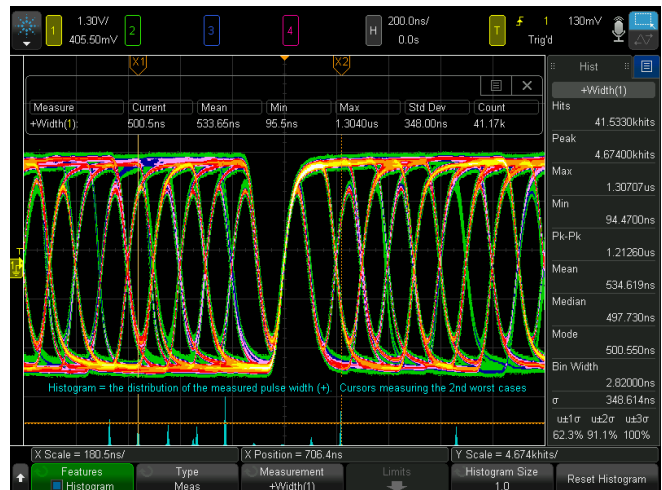 1 1.30V/ 405.50mV 2 3 4 H 200.0ns/ 0.0s T 1 130mV Trig'd
X1 X2
Measure Current Mean Min Max Std Dev Count
+Width(1): 500.5ns 533.65ns 95.5ns 1.3040us 348.00ns 41.17k
T
Histogram = the distribution of the measured pulse width (+). Cursors measuring the 2nd worst cases
Hist
+Width(1)
Hits
41.5330khits
Peak
4.67400khits
Max
1.30707us
Min
94.4700ns
Pk-Pk
1.21260us
Mean
534.619ns
Median
497.730ns
Mode
500.550ns
Bin Width
2.82000ns
σ
348.614ns
u±1σ u±2σ u±3σ
62.3% 91.1% 100%
X Scale = 180.5ns/ X Position = 706.4ns Y Scale = 4.674khits/
Features
Histogram
Type
Meas
Measurement
+Width(1)
Limits
Histogram Size
1.0
Reset Histogram